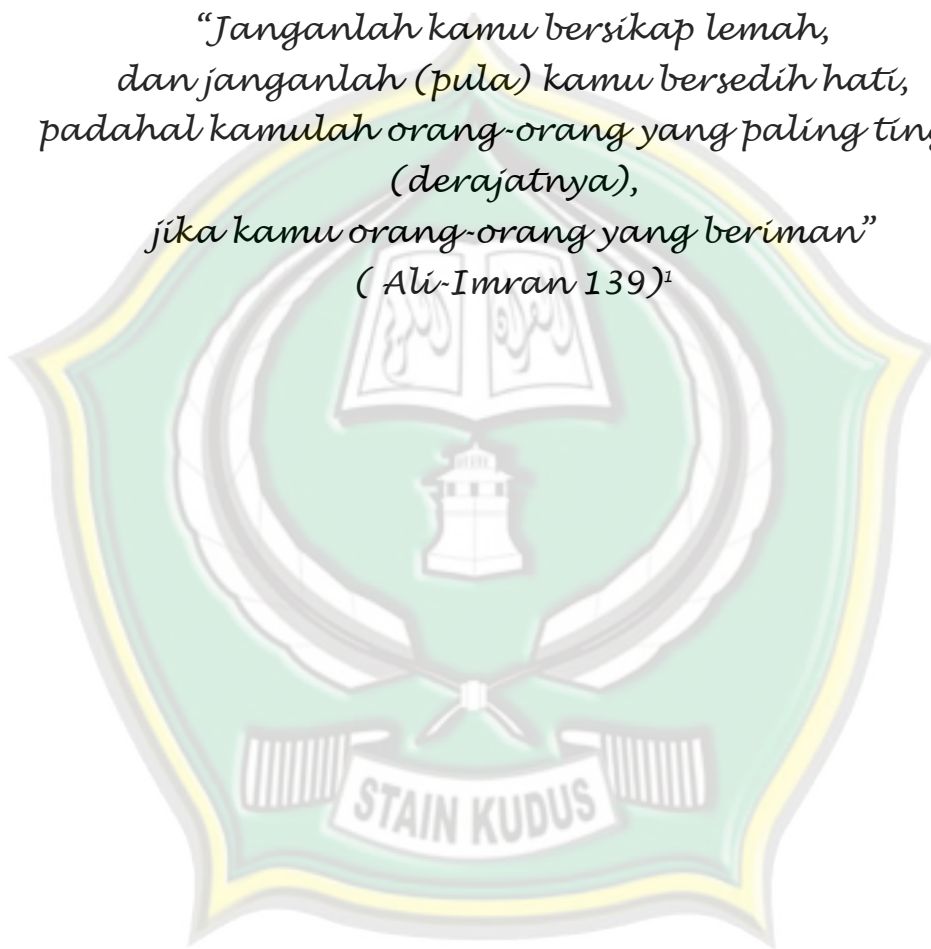 “Janganlah kamu bersikap lemah,
dan janganlah (pula) kamu bersedih hati,
padahal kamulah orang-orang yang paling
(derajatnya),
jika kamu orang-orang yang beriman”
( Ali-Imran 139)¹
STAIN KUDUS